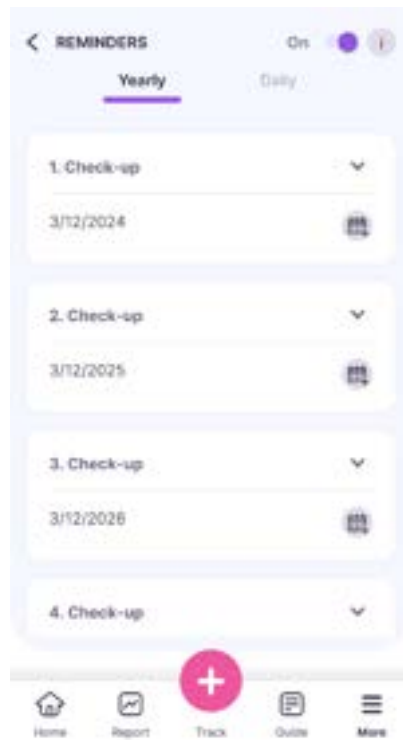 REMINDERS On i
Yearly Daily
1. Check-up
3/12/2024
2. Check-up
3/12/2025
3. Check-up
3/12/2026
4. Check-up
Home Report Track Guide More